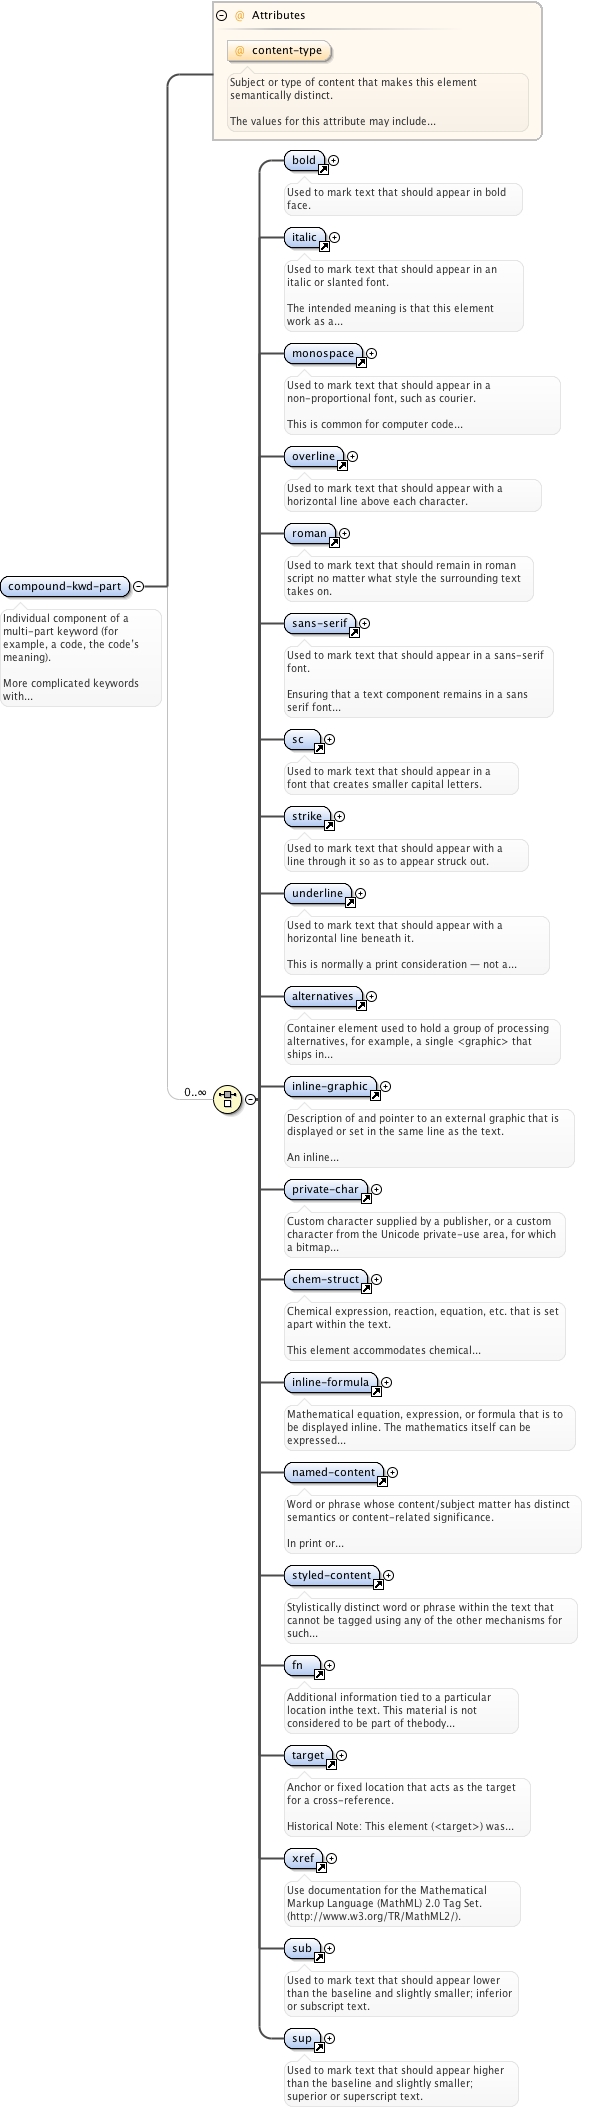 Attributes
@ content-type
Subject or type of content that makes this element
semantically distinct.
The values for this attribute may include...
bold
Used to mark text that should appear in bold
face.
italic
Used to mark text that should appear in an
italic or slanted font.
The intended meaning is that this element
work as a...
monospace
Used to mark text that should appear in a
non-proportional font, such as courier.
This is common for computer code...
overline
Used to mark text that should appear with a
horizontal line above each character.
roman
Used to mark text that should remain in roman
script no matter what style the surrounding text
takes on.
compound-kwd-part
Individual component of a
multi-part keyword (for
example, a code, the code's
meaning).
More complicated keywords
with...
sans-serif
Used to mark text that should appear in a sans-serif
font.
Ensuring that a text component remains in a sans
serif font...
sc
Used to mark text that should appear in a
font that creates smaller capital letters.
strike
Used to mark text that should appear with a
line through it so as to appear struck out.
underline
Used to mark text that should appear with a
horizontal line beneath it.
This is normally a print consideration — not a...
alternatives
Container element used to hold a group of processing
alternatives, for example, a single <graphic> that
ships in...
0..∞
inline-graphic
Description of and pointer to an external graphic that is
displayed or set in the same line as the text.
An inline...
private-char
Custom character supplied by a publisher, or a custom
character from the Unicode private-use area, for which
a bitmap...
chem-struct
Chemical expression, reaction, equation, etc. that is set
apart within the text.
This element accommodates chemical...
inline-formula
Mathematical equation, expression, or formula that is to
be displayed inline. The mathematics itself can be
expressed...
named-content
Word or phrase whose content/subject matter has distinct
semantics or content-related significance.
In print or...
styled-content
Stylistically distinct word or phrase within the text that
cannot be tagged using any of the other mechanisms for
such...
fn
Additional information tied to a particular
location inthe text. This material is not
considered to be part of thebody...
target
Anchor or fixed location that acts as the target
for a cross-reference.
Historical Note: This element (<target>) was...
xref
Use documentation for the Mathematical
Markup Language (MathML) 2.0 Tag Set.
(http://www.w3.org/TR/MathML2/).
sub
Used to mark text that should appear lower
than the baseline and slightly smaller; inferior
or subscript text.
sup
Used to mark text that should appear higher
than the baseline and slightly smaller;
superior or superscript text.